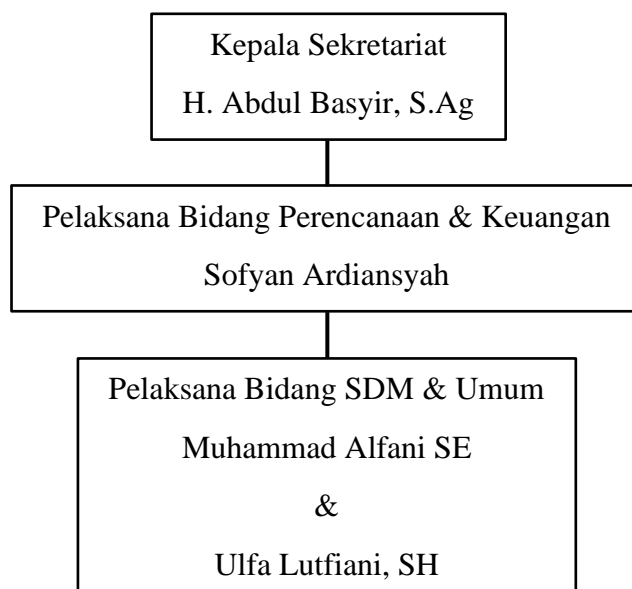 Kepala Sekretariat
H. Abdul Basyir, S.Ag
Pelaksana Bidang Perencanaan & Keuangan
Sofyan Ardiansyah
Pelaksana Bidang SDM & Umum
Muhammad Alfani SE
&
Ulfa Lutfiani, SH